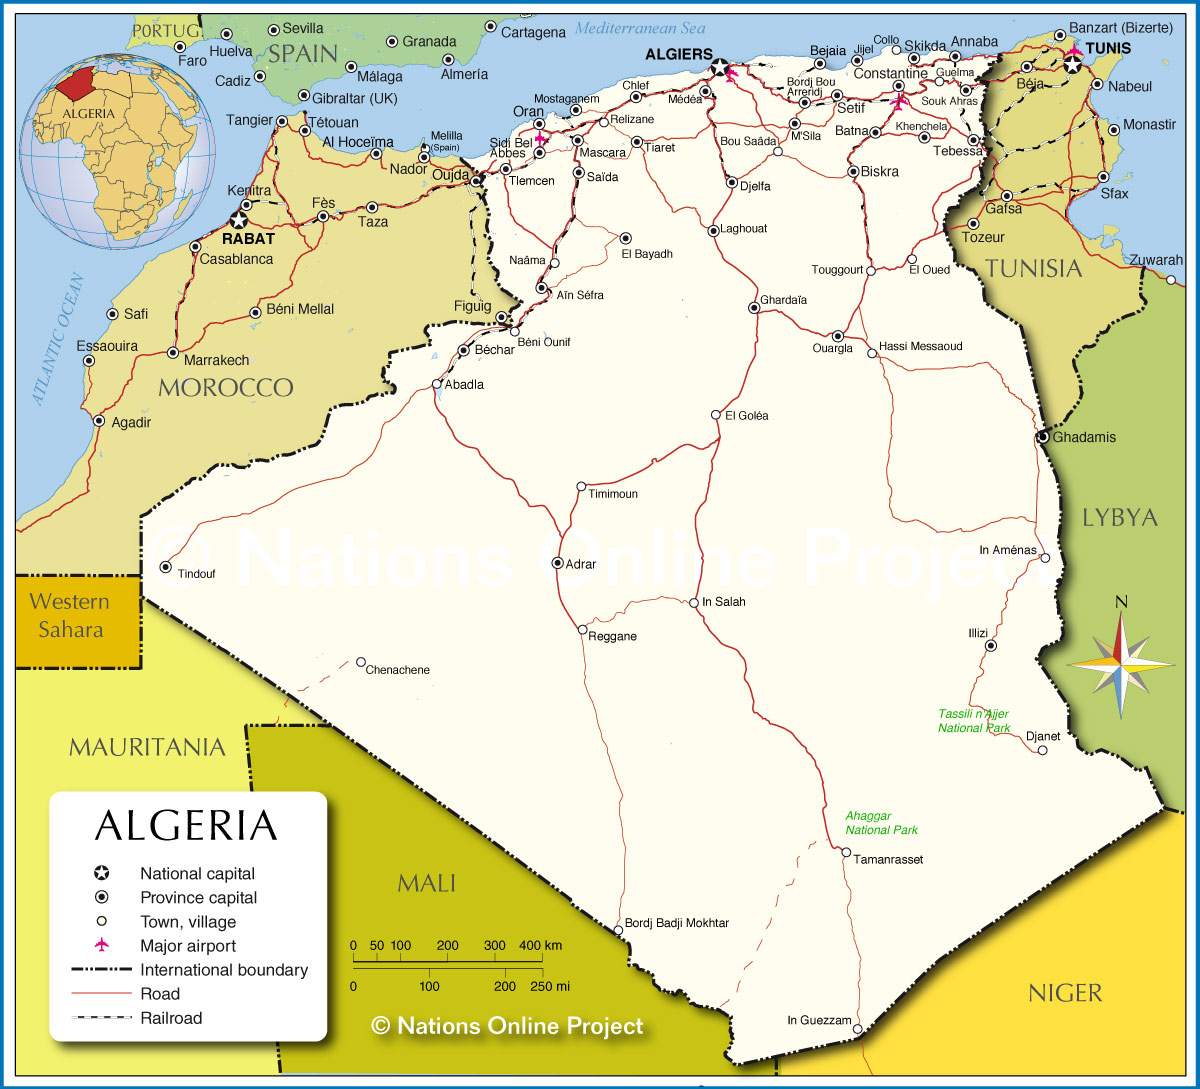 PORTUG.
Sevilla
Huelva
SPAIN
Granada
Cartagena
Mediterranean Sea
Faro
Cadiz
Málaga
Almería
Gibraltar (UK)
ALGERIA
Tangier
Tétouan
Al Hoceïma
Melilla
(Spain)
Nador
Oujda
Kenitra
RABAT
Fès
Taza
Casablanca
ATLANTIC OCEAN
Safi
Béni Mellal
Figuig
Essaouira
Marrakech
MOROCCO
Agadir
ALGIERS
Bejaia
Jijel
Collo
Skikda
Annaba
Banzart (Bizerte)
TUNIS
Constantine
Guelma
Béja
Nabeul
Chlef
Médéa
Bordj Bou
Arreridj
Setif
Souk Ahras
Mostaganem
Oran
Relizane
M'Sila
Batna
Khenchela
Monastir
Sidi Bel
Abbes
Mascara
Tiaret
Bou Saâda
Tebessa
Tlemcen
Saïda
Djelfa
Biskra
Gafsa
Sfax
Laghouat
Tozeur
Naâma
El Bayadh
Touggourt
El Oued
TUNISIA
Zuwarah
Aïn Séfra
Ghardaïa
Béni Ounif
Béchar
Ouargla
Hassi Messaoud
Abadla
El Goléa
Ghadamis
Timimoun
LYBYA
© Nations Online Project
In Aménas
Tindouf
Adrar
Western
Sahara
In Salah
N
Reggane
Illizi
Chenachene
Tassili n'Ajjer
National Park
Djanet
MAURITANIA
Ahaggar
National Park
Tamanrasset
MALI
Bordj Badji Mokhtar
NIGER
In Guezzam
ALGERIA
National capital
Province capital
Town, village
Major airport
International boundary
Road
Railroad
0 50 100 200 300 400 km
0 100 200 250 mi
© Nations Online Project